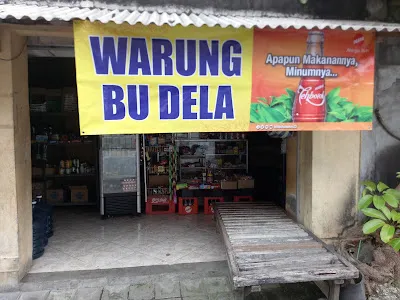 WARUNG
BU DELA
Apapun Makanannya,
Minumnya...